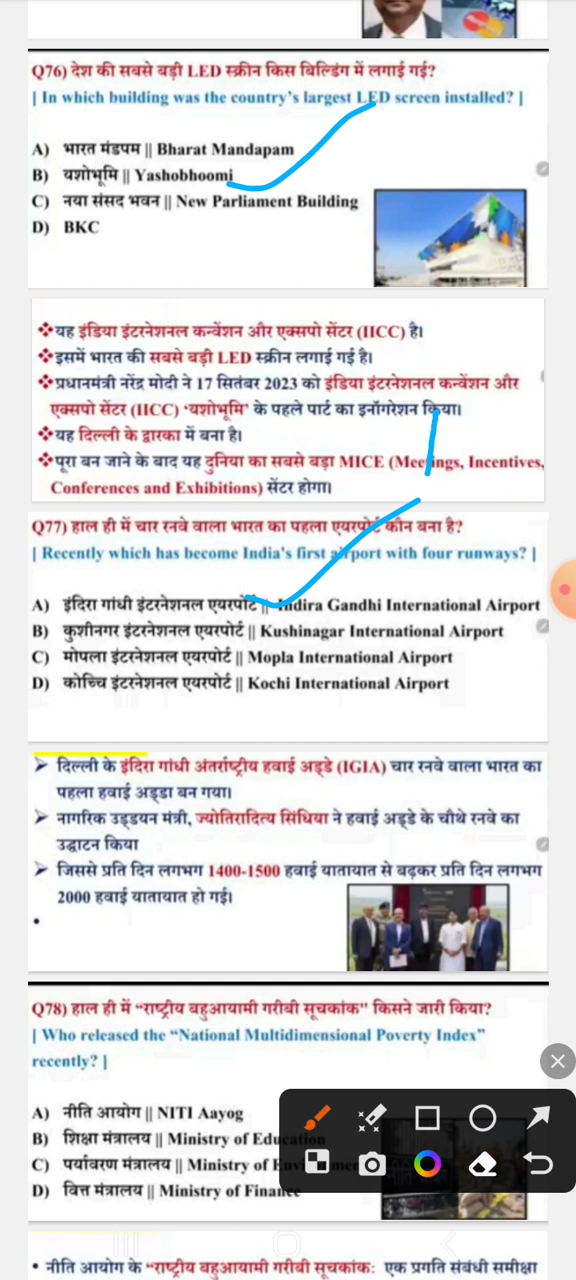 Q76) देश की सबसे बड़ी LED स्क्रीन किस बिल्डिंग में लगाई गई?
| In which building was the country's largest LED screen installed? |
A) भारत मंडपम || Bharat Mandapam
B) यशोभूमि || Yashobhoomi
C) नया संसद भवन || New Parliament Building
D) BKC
❖यह इंडिया इंटरनेशनल कन्वेंशन और एक्सपो सेंटर (IICC) है।
❖इसमें भारत की सबसे बड़ी LED स्क्रीन लगाई गई है।
❖प्रधानमंत्री नरेंद्र मोदी ने 17 सितंबर 2023 को इंडिया इंटरनेशनल कन्वेंशन और
एक्सपो सेंटर (IICC) 'यशोभूमि' के पहले पार्ट का इनॉगरेशन किया।
❖यह दिल्ली के द्वारका में बना है।
❖पूरा बन जाने के बाद यह दुनिया का सबसे बड़ा MICE (Meetings, Incentives,
Conferences and Exhibitions) सेंटर होगा।
Q77) हाल ही में चार रनवे वाला भारत का पहला एयरपोर्ट कौन बना है?
| Recently which has become India's first airport with four runways? |
A) इंदिरा गांधी इंटरनेशनल एयरपोर्ट || Indira Gandhi International Airport
B) कुशीनगर इंटरनेशनल एयरपोर्ट || Kushinagar International Airport
C) मोपला इंटरनेशनल एयरपोर्ट || Mopla International Airport
D) कोच्चि इंटरनेशनल एयरपोर्ट || Kochi International Airport
➤ दिल्ली के इंदिरा गांधी अंतर्राष्ट्रीय हवाई अड्डे (IGIA) चार रनवे वाला भारत का
पहला हवाई अड्डा बन गया।
➤ नागरिक उड्डयन मंत्री, ज्योतिरादित्य सिंधिया ने हवाई अड्डे के चौथे रनवे का
उद्घाटन किया
➤ जिससे प्रति दिन लगभग 1400-1500 हवाई यातायात से बढ़कर प्रति दिन लगभग
2000 हवाई यातायात हो गई।
Q78) हाल ही में "राष्ट्रीय बहुआयामी गरीबी सूचकांक" किसने जारी किया?
| Who released the "National Multidimensional Poverty Index"
recently? |
A) नीति आयोग || NITI Aayog
B) शिक्षा मंत्रालय || Ministry of Education
C) पर्यावरण मंत्रालय || Ministry of Environment
D) वित्त मंत्रालय || Ministry of Finance
• नीति आयोग के "राष्ट्रीय बहुआयामी गरीबी सूचकांक: एक प्रगति संबंधी समीक्षा